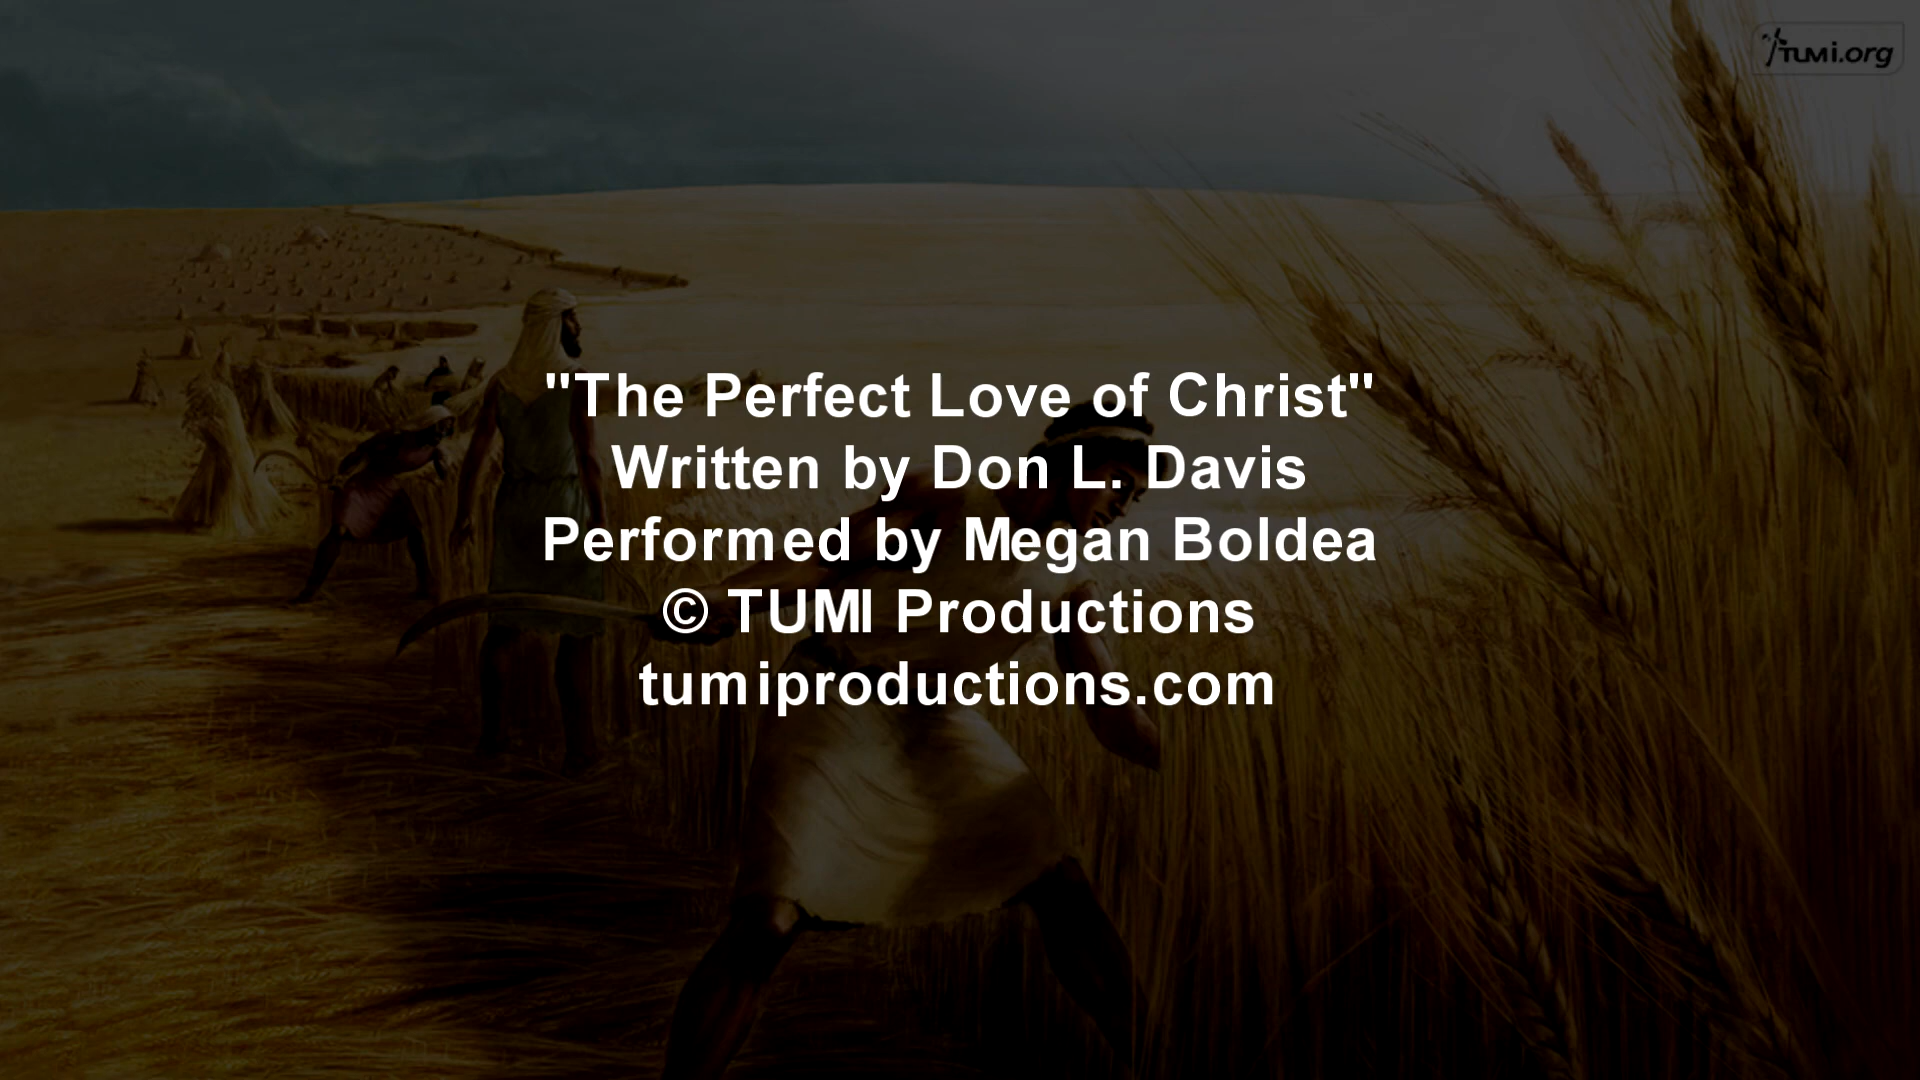 TUMI.org
"The Perfect Love of Christ"
Written by Don L. Davis
Performed by Megan Boldea
© TUMI Productions
tumiproductions.com